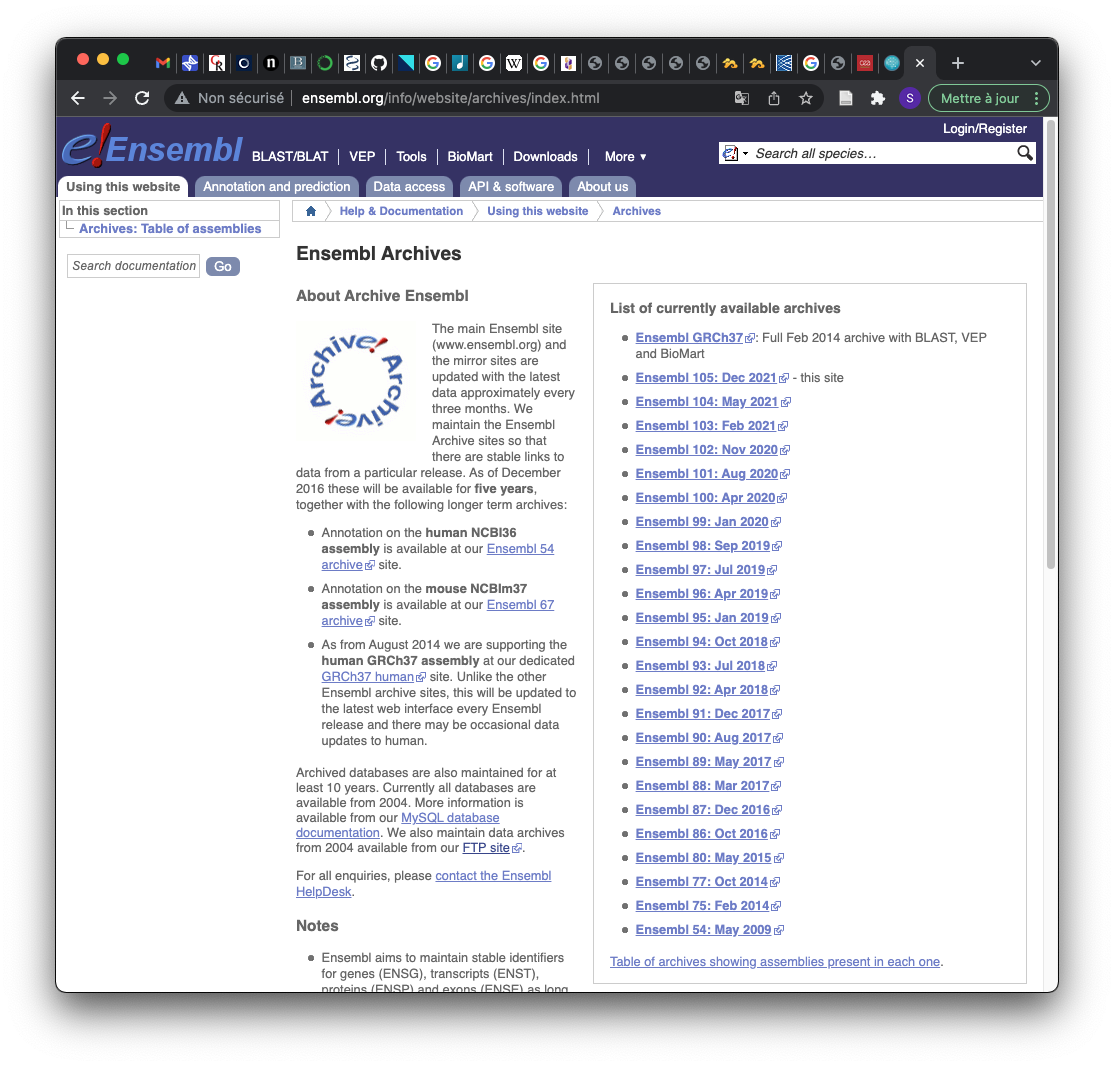 Non sécurisé
ensembl.org/info/website/archives/index.html
S
Mettre à jour
Login/Register
e!Ensembl
BLAST/BLAT
VEP
Tools
BioMart
Downloads
More ▼
Search all species…
Using this website
Annotation and prediction
Data access
API & software
About us
In this section
Archives: Table of assemblies
Search documentation
Go
Help & Documentation
Using this website
Archives
Ensembl Archives
About Archive Ensembl
Archive!
Archive!
The main Ensembl site
(www.ensembl.org) and
the mirror sites are
updated with the latest
data approximately every
three months. We
maintain the Ensembl
Archive sites so that
there are stable links to
data from a particular release. As of December
2016 these will be available for five years,
together with the following longer term archives:
Annotation on the human NCBI36
assembly is available at our Ensembl 54
archive site.
Annotation on the mouse NCBIm37
assembly is available at our Ensembl 67
archive site.
As from August 2014 we are supporting the
human GRCh37 assembly at our dedicated
GRCh37 human site. Unlike the other
Ensembl archive sites, this will be updated to
the latest web interface every Ensembl
release and there may be occasional data
updates to human.
Archived databases are also maintained for at
least 10 years. Currently all databases are
available from 2004. More information is
available from our MySQL database
documentation. We also maintain data archives
from 2004 available from our FTP site.
For all enquiries, please contact the Ensembl
HelpDesk.
Notes
Ensembl aims to maintain stable identifiers
for genes (ENSG), transcripts (ENST),
proteins (ENSP) and exons (ENSE) as long
List of currently available archives
Ensembl GRCh37: Full Feb 2014 archive with BLAST, VEP
and BioMart
Ensembl 105: Dec 2021 - this site
Ensembl 104: May 2021
Ensembl 103: Feb 2021
Ensembl 102: Nov 2020
Ensembl 101: Aug 2020
Ensembl 100: Apr 2020
Ensembl 99: Jan 2020
Ensembl 98: Sep 2019
Ensembl 97: Jul 2019
Ensembl 96: Apr 2019
Ensembl 95: Jan 2019
Ensembl 94: Oct 2018
Ensembl 93: Jul 2018
Ensembl 92: Apr 2018
Ensembl 91: Dec 2017
Ensembl 90: Aug 2017
Ensembl 89: May 2017
Ensembl 88: Mar 2017
Ensembl 87: Dec 2016
Ensembl 86: Oct 2016
Ensembl 80: May 2015
Ensembl 77: Oct 2014
Ensembl 75: Feb 2014
Ensembl 54: May 2009
Table of archives showing assemblies present in each one.